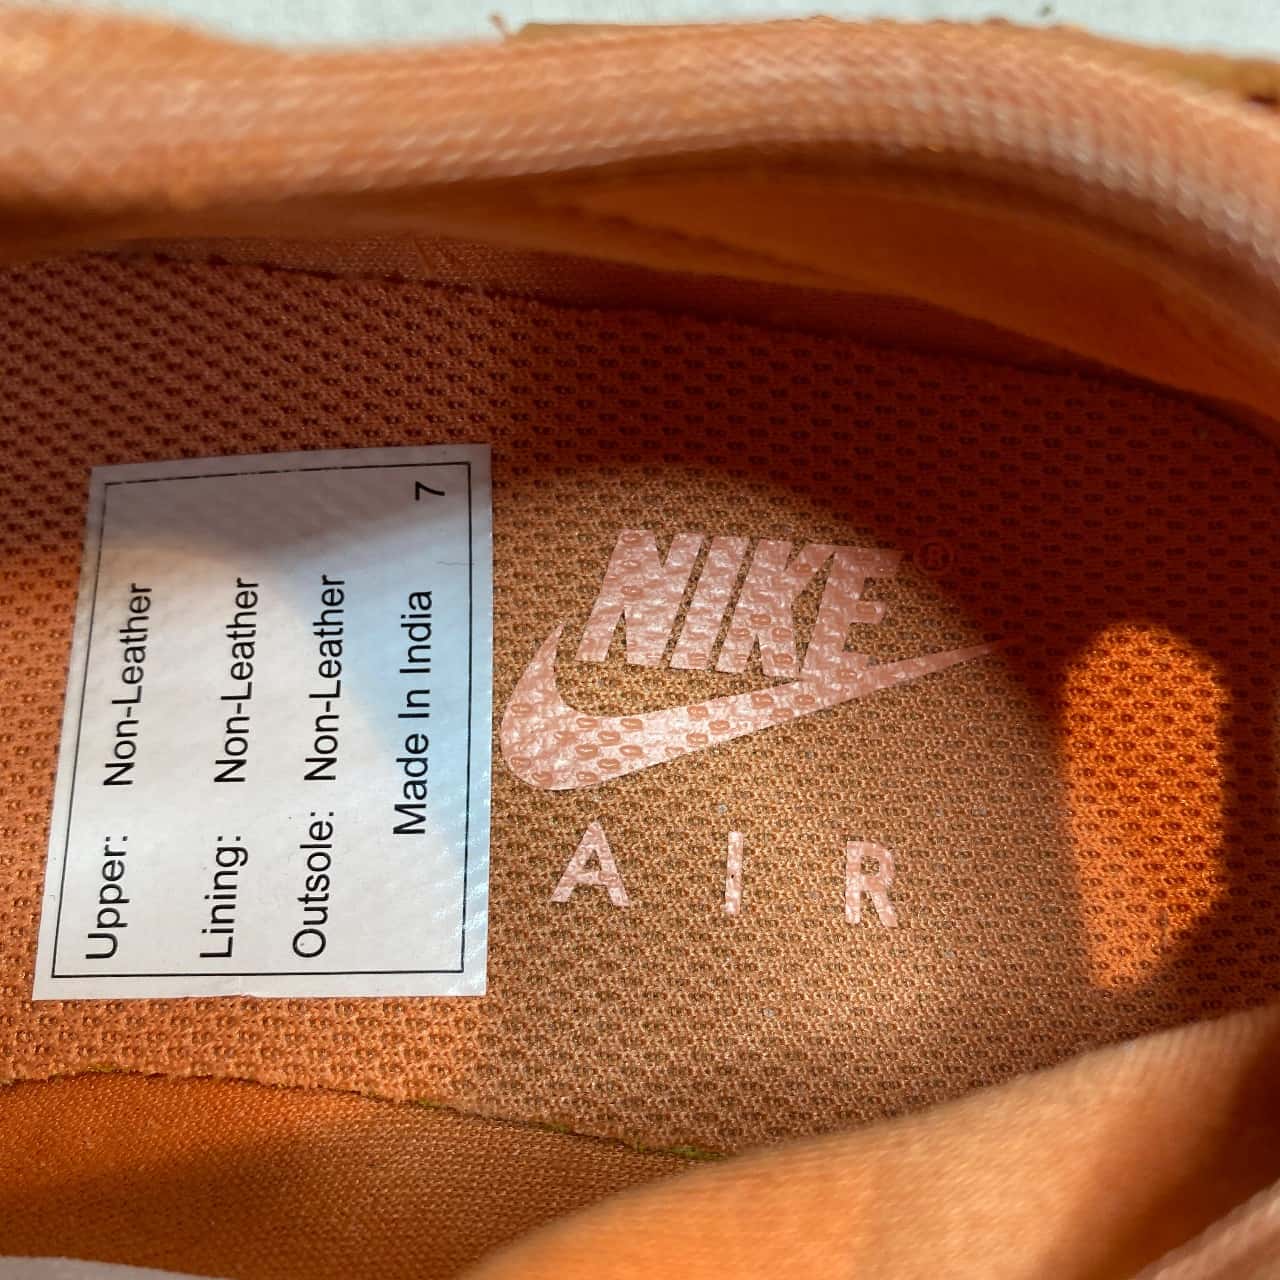 Upper: Non-Leather
Lining: Non-Leather
Outsole: Non-Leather
Made In India 7
NIKE®
AIR